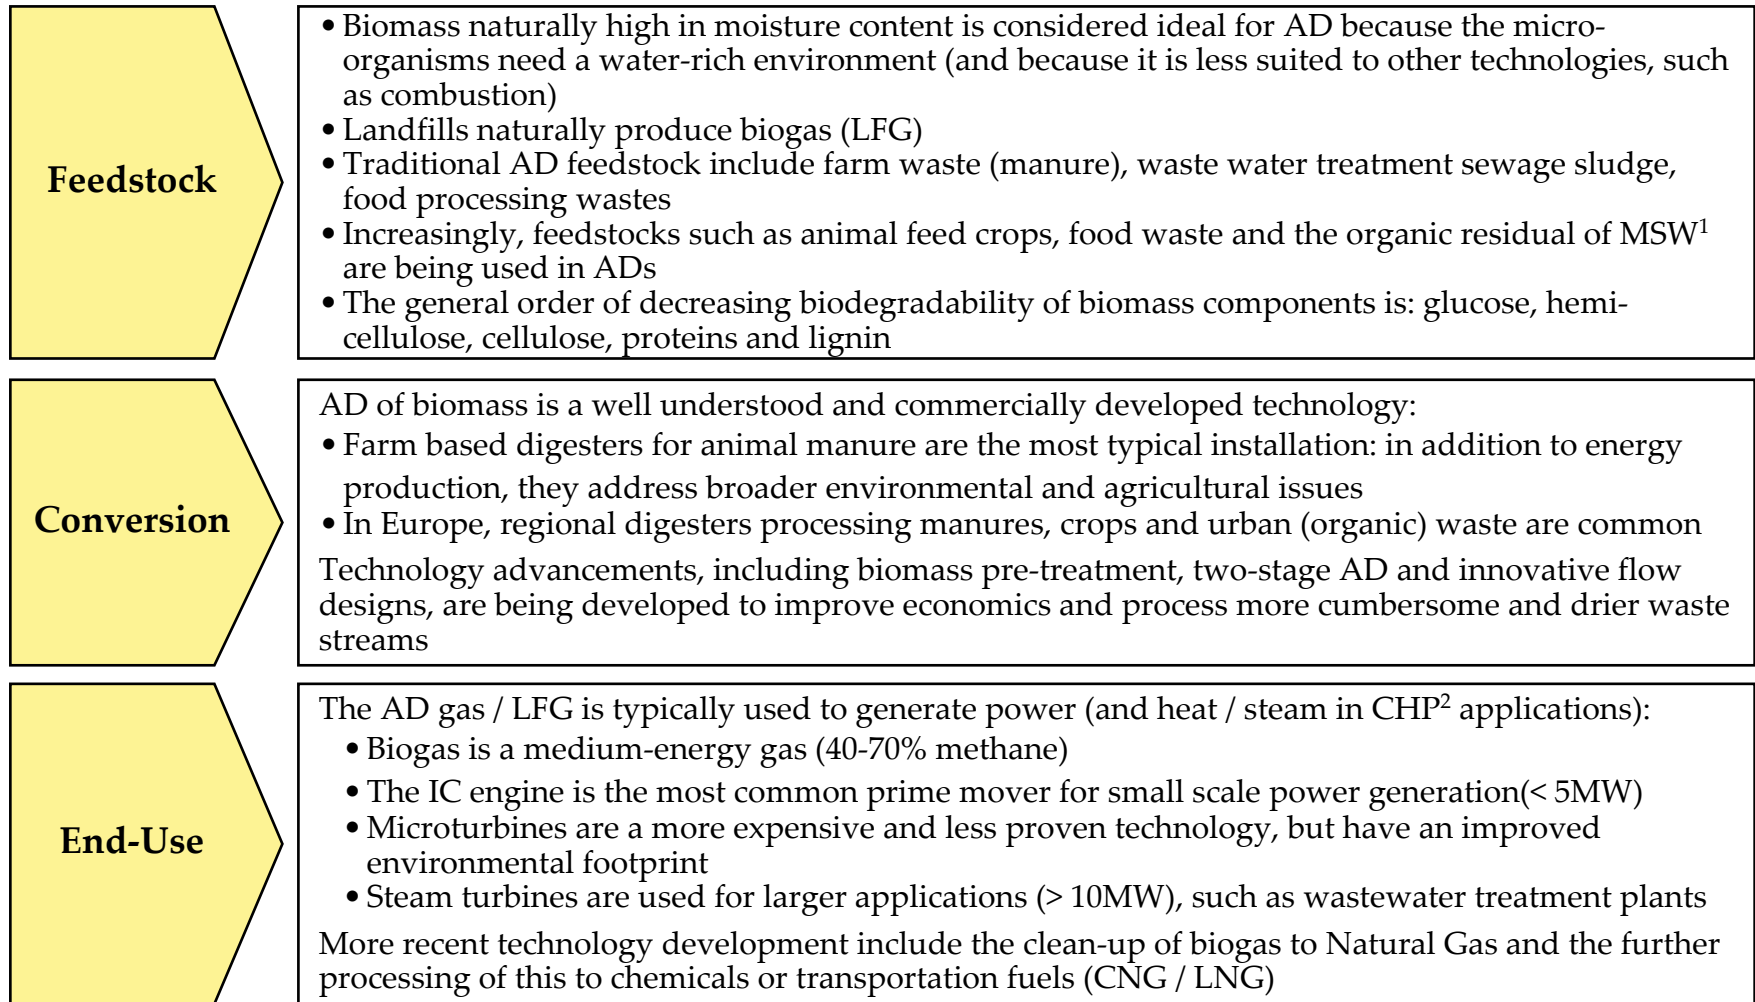 Feedstock
• Biomass naturally high in moisture content is considered ideal for AD because the micro-
organisms need a water-rich environment (and because it is less suited to other technologies, such
as combustion)
• Landfills naturally produce biogas (LFG)
• Traditional AD feedstock include farm waste (manure), waste water treatment sewage sludge,
food processing wastes
• Increasingly, feedstocks such as animal feed crops, food waste and the organic residual of MSW¹
are being used in ADs
• The general order of decreasing biodegradability of biomass components is: glucose, hemi-
cellulose, cellulose, proteins and lignin
Conversion
AD of biomass is a well understood and commercially developed technology:
• Farm based digesters for animal manure are the most typical installation: in addition to energy
production, they address broader environmental and agricultural issues
• In Europe, regional digesters processing manures, crops and urban (organic) waste are common
Technology advancements, including biomass pre-treatment, two-stage AD and innovative flow
designs, are being developed to improve economics and process more cumbersome and drier waste
streams
End-Use
The AD gas / LFG is typically used to generate power (and heat / steam in CHP² applications):
• Biogas is a medium-energy gas (40-70% methane)
• The IC engine is the most common prime mover for small scale power generation(< 5MW)
• Microturbines are a more expensive and less proven technology, but have an improved
environmental footprint
• Steam turbines are used for larger applications (> 10MW), such as wastewater treatment plants
More recent technology development include the clean-up of biogas to Natural Gas and the further
processing of this to chemicals or transportation fuels (CNG / LNG)